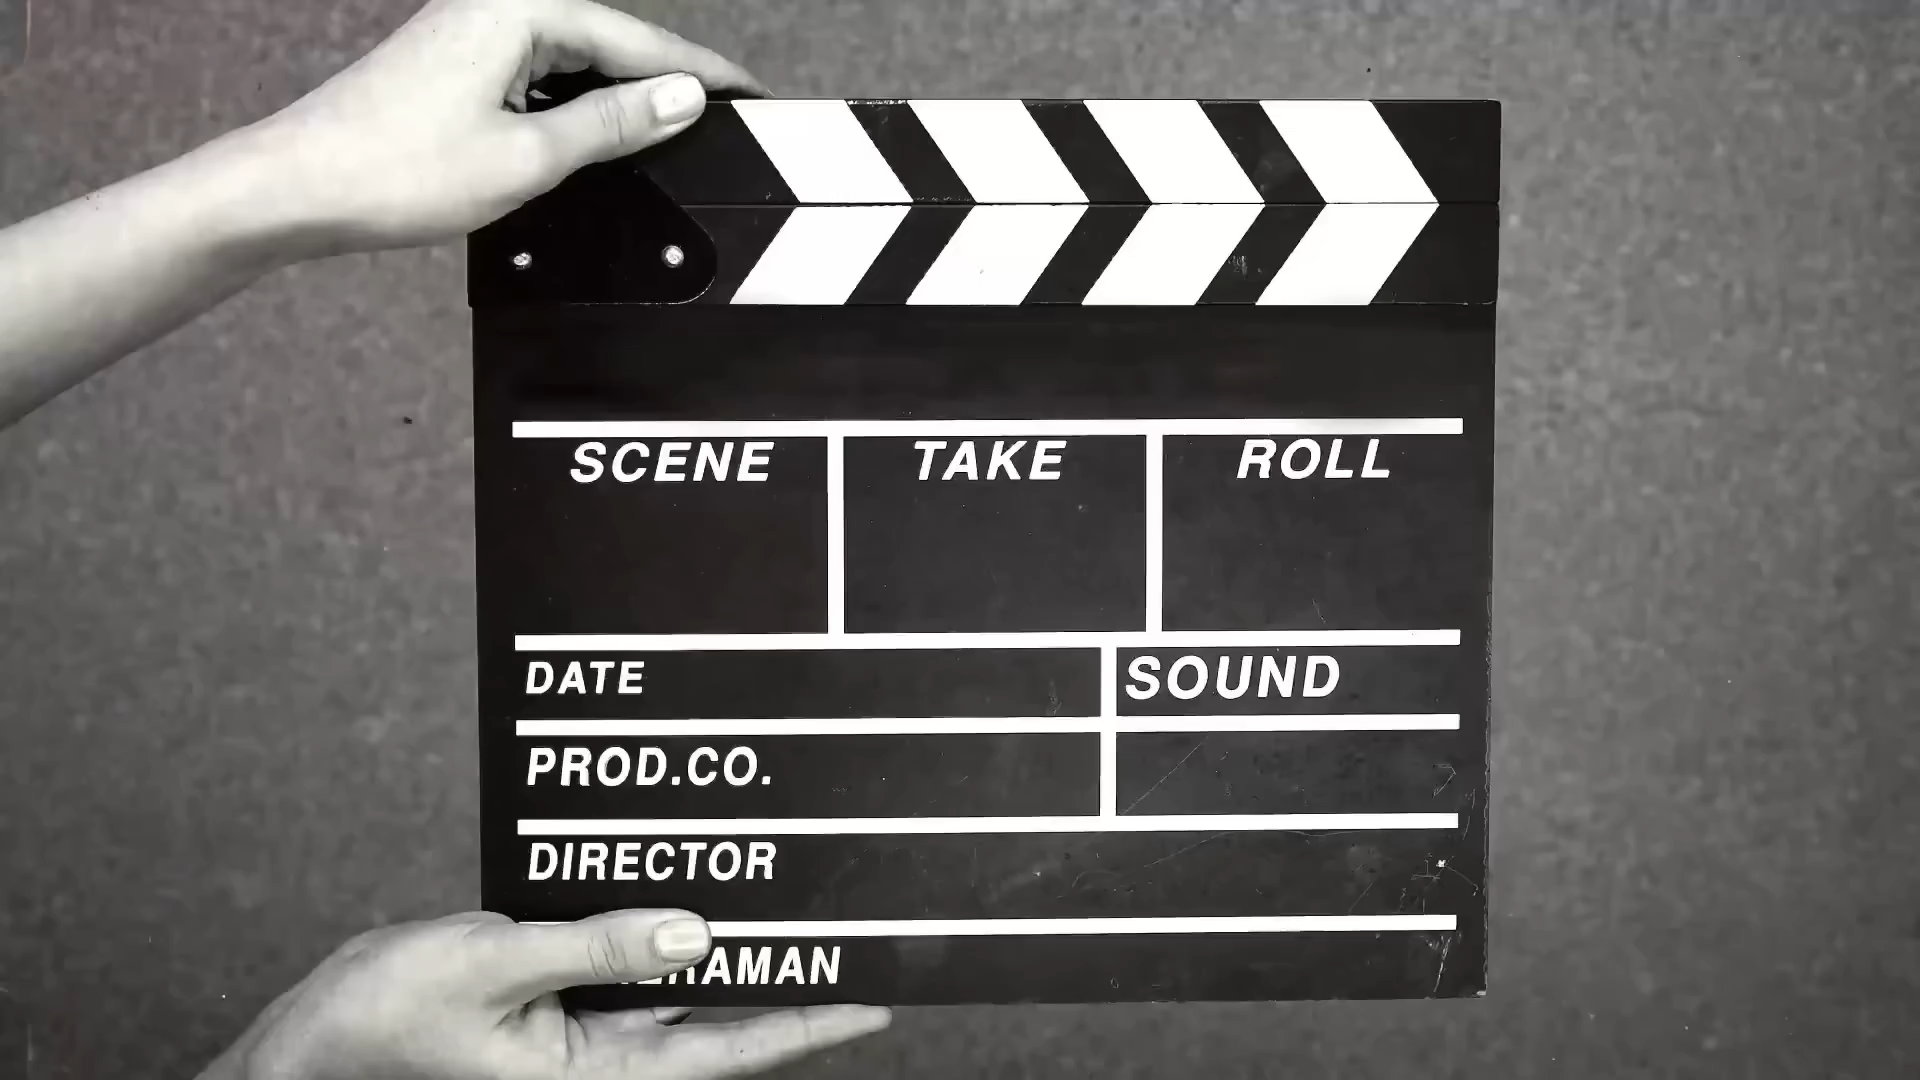 SCENE TAKE ROLL
DATE SOUND
PROD.CO.
DIRECTOR